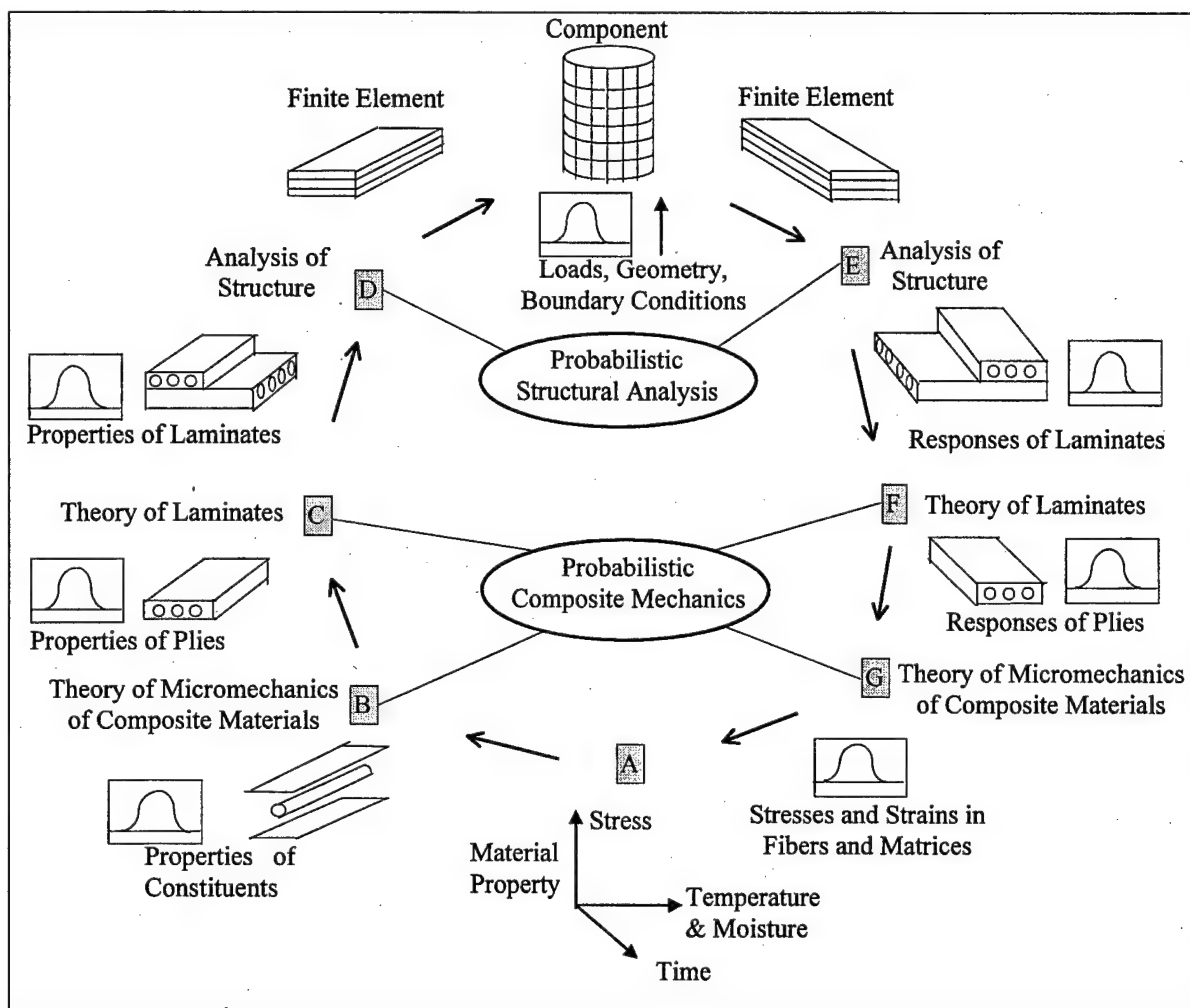 Component
Finite Element
Finite Element
Analysis of
Structure
D
Loads, Geometry,
Boundary Conditions
E
Analysis of
Structure
Probabilistic
Structural Analysis
Properties of Laminates
Responses of Laminates
Theory of Laminates
C
F
Theory of Laminates
Probabilistic
Composite Mechanics
Properties of Plies
Responses of Plies
Theory of Micromechanics
of Composite Materials
B
G
Theory of Micromechanics
of Composite Materials
A
Properties of
Constituents
Stress
Material
Property
Temperature
& Moisture
Time
Stresses and Strains in
Fibers and Matrices